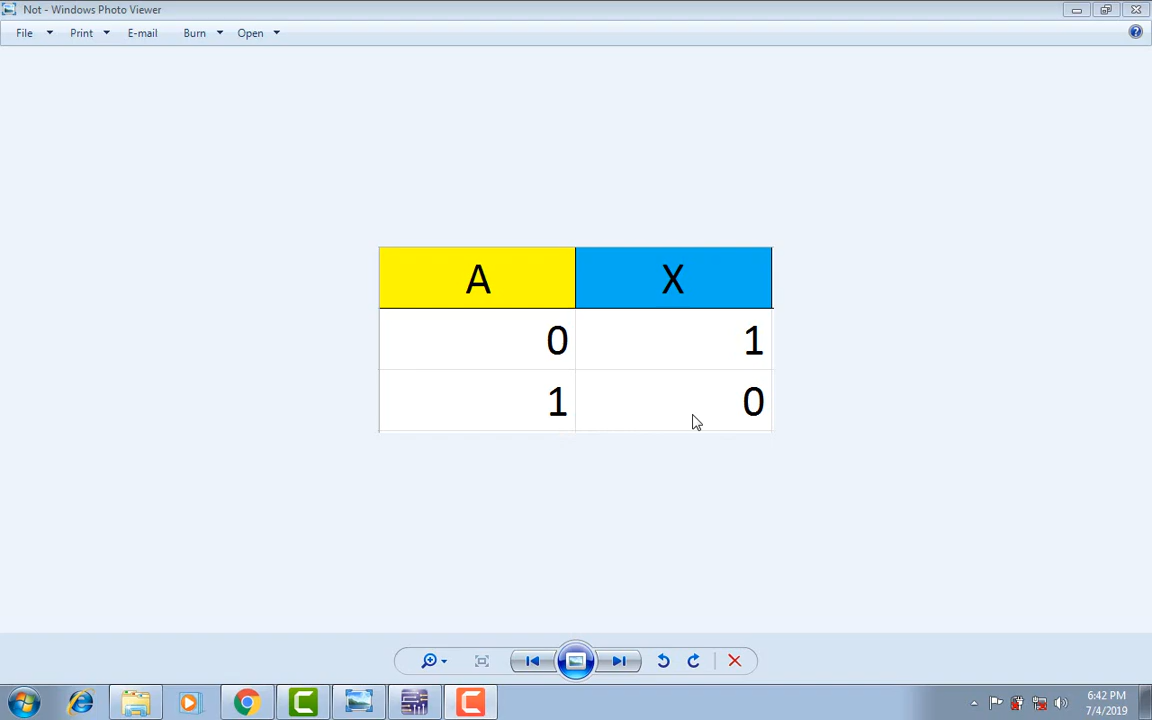 Not - Windows Photo Viewer
File Print E-mail Burn Open
A X
0 1
1 0
6:42 PM
7/4/2019